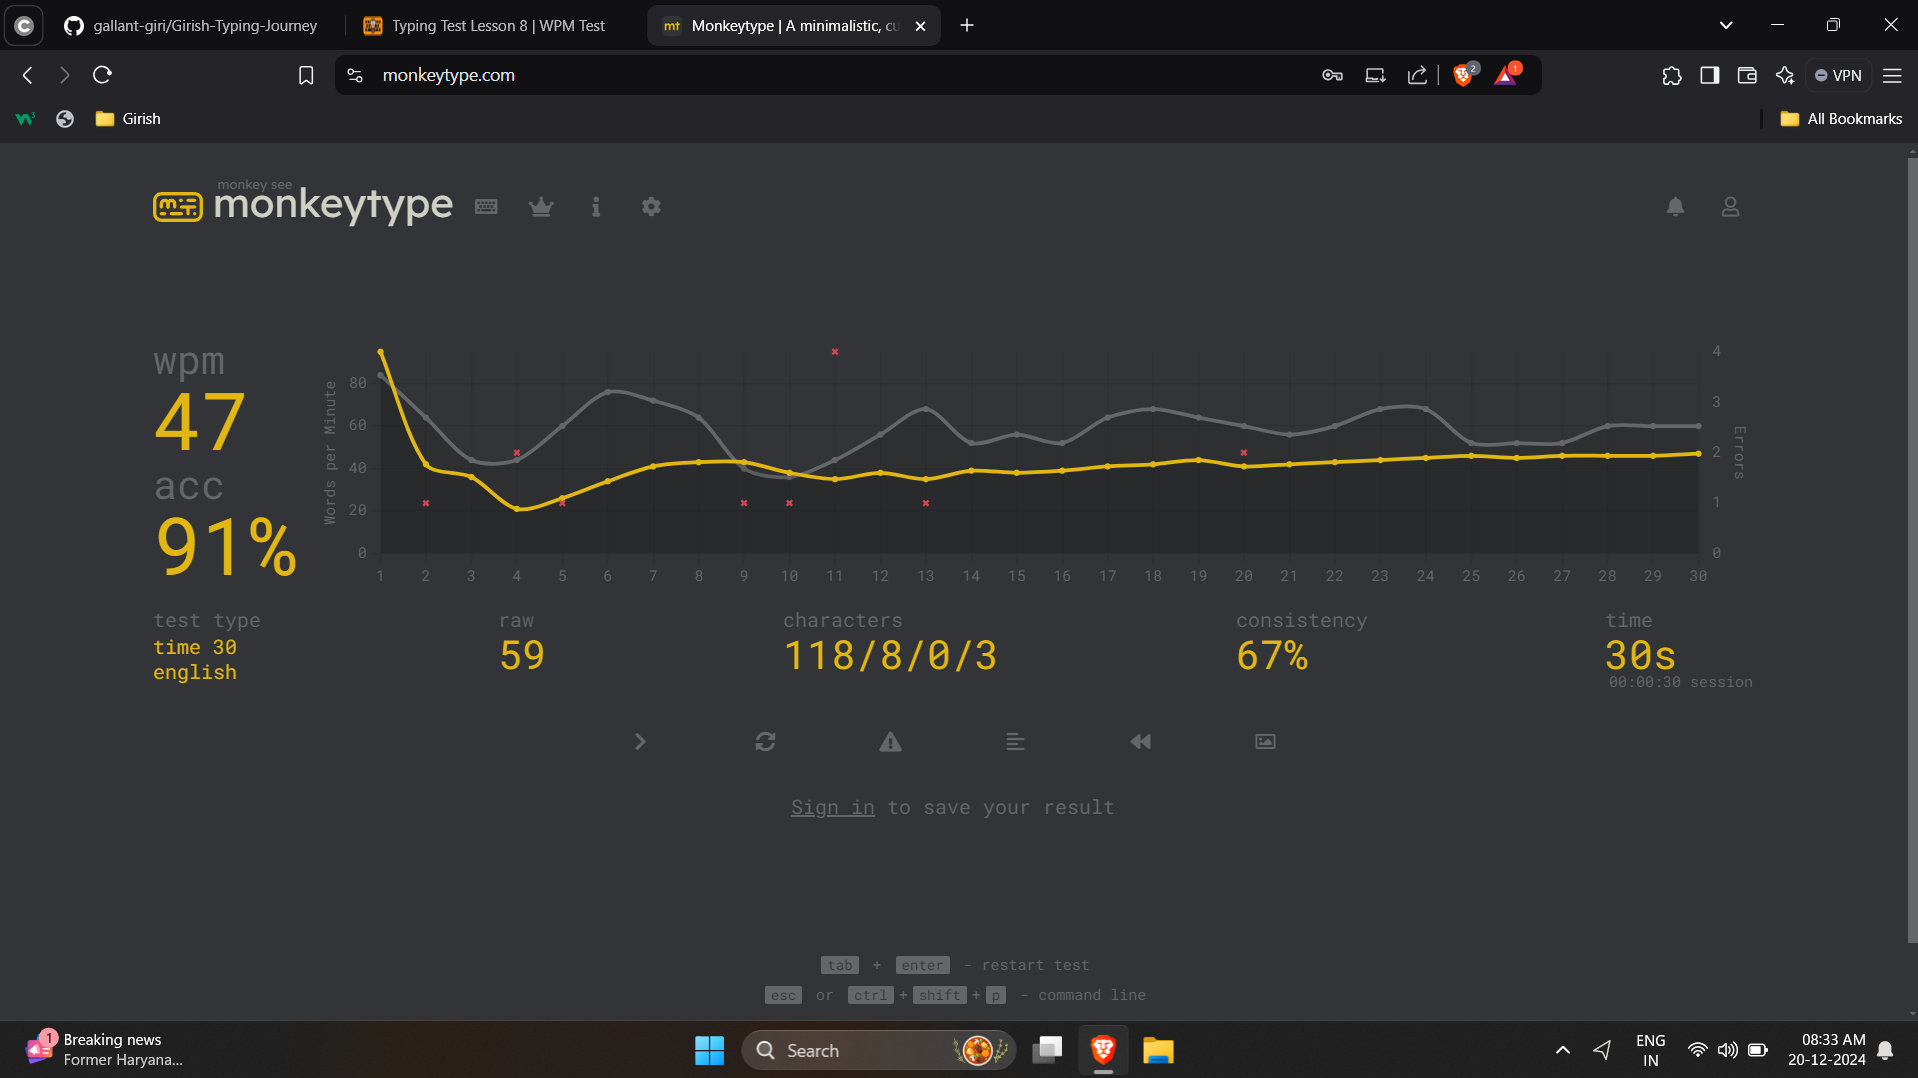 gallant-giri/Girish-Typing-Journey
Typing Test Lesson 8 | WPM Test
mt Monkeytype | A minimalistic, cu
monkeytype.com
2
1
VPN
Girish
All Bookmarks
monkey see
monkeytype
wpm
47
acc
91%
Words per Minute
80
60
40
20
0
4
3
2
1
0
Errors
1 2 3 4 5 6 7 8 9 10 11 12 13 14 15 16 17 18 19 20 21 22 23 24 25 26 27 28 29 30
test type
time 30
english
raw
59
characters
118/8/0/3
consistency
67%
time
30s
00:00:30 session
Sign in to save your result
tab + enter - restart test
esc or ctrl + shift + p - command line
1
Breaking news
Former Haryana...
Search
ENG
IN
08:33 AM
20-12-2024